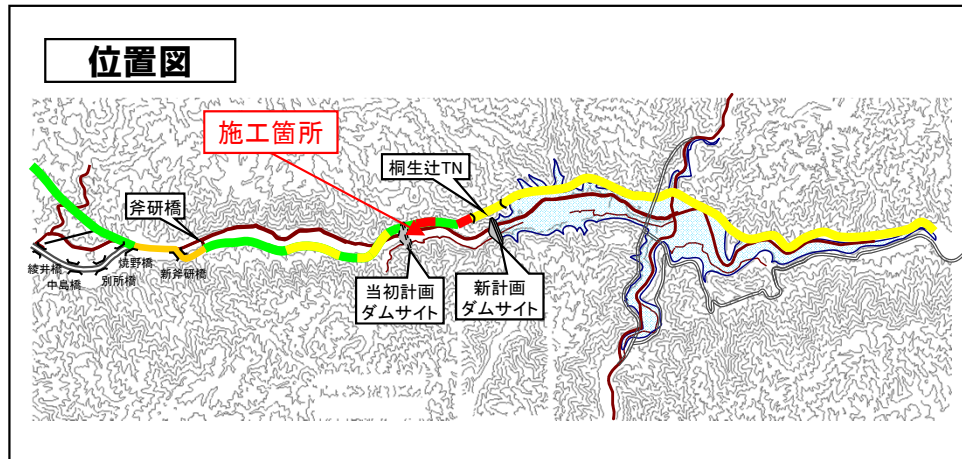 位置図
施工箇所
桐生辻TN
斧研橋
綾井橋
中島橋
別所橋
焼野橋
新斧研橋
当初計画
ダムサイト
新計画
ダムサイト